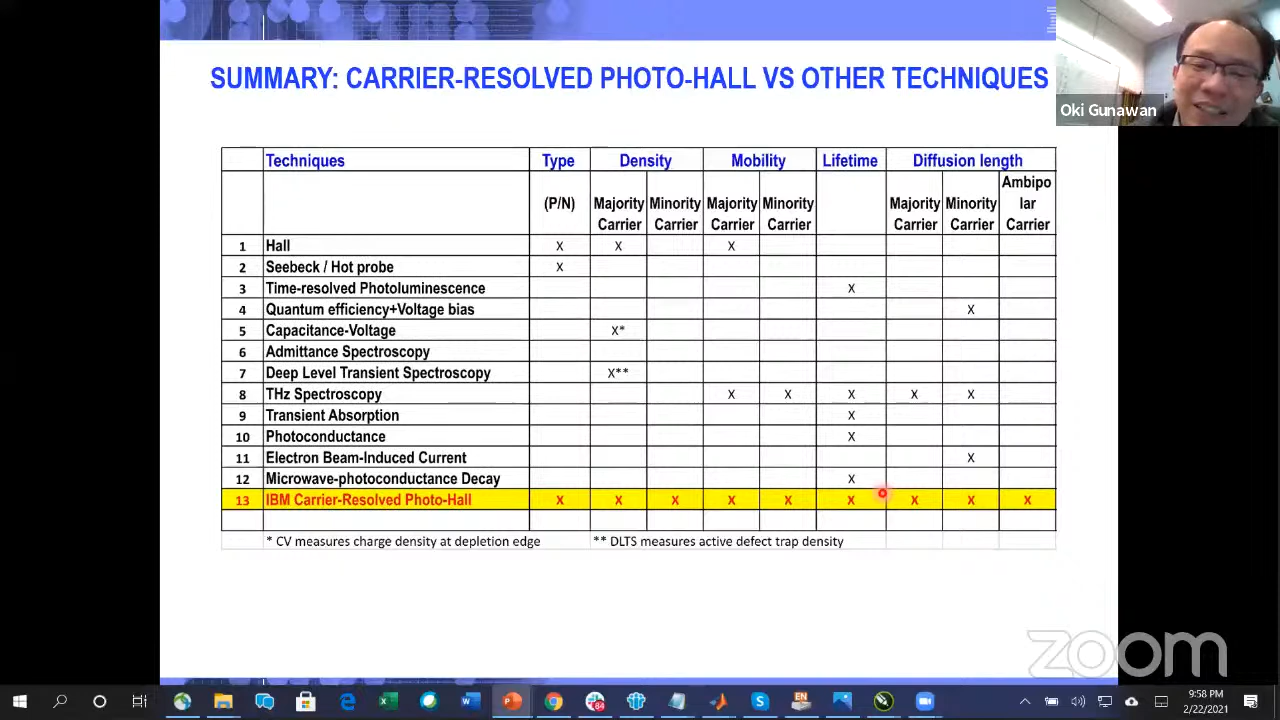 SUMMARY: CARRIER-RESOLVED PHOTO-HALL VS OTHER TECHNIQUES
Oki Gunawan
Techniques Type Density Mobility Lifetime Diffusion length
(P/N) Majority Carrier Minority Carrier Majority Carrier Minority Carrier Majority Carrier Minority Carrier Ambipo lar Carrier
1 Hall X X X
2 Seebeck / Hot probe X
3 Time-resolved Photoluminescence X
4 Quantum efficiency+Voltage bias X
5 Capacitance-Voltage X*
6 Admittance Spectroscopy
7 Deep Level Transient Spectroscopy X**
8 THz Spectroscopy X X X X X
9 Transient Absorption X
10 Photoconductance X
11 Electron Beam-Induced Current X
12 Microwave-photoconductance Decay X
13 IBM Carrier-Resolved Photo-Hall X X X X X X X X X
* CV measures charge density at depletion edge ** DLTS measures active defect trap density
zoom
84
EN
9:58 PM
2/22/2021